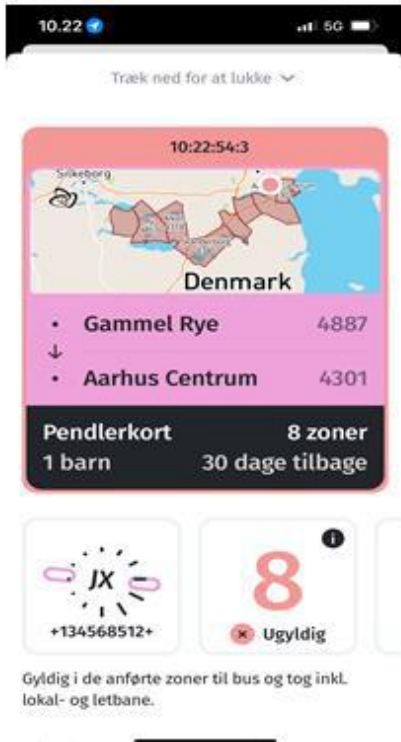 10.22
5G
Træk ned for at lukke
10:22:54:3
Silkeborg
Denmark
Gammel Rye 4887
↓
Aarhus Centrum 4301
Pendlerkort 8 zoner
1 barn 30 dage tilbage
JX
8
+134568512+
Ugyldig
Gyldig i de anførte zoner til bus og tog inkl.
lokal- og letbane.